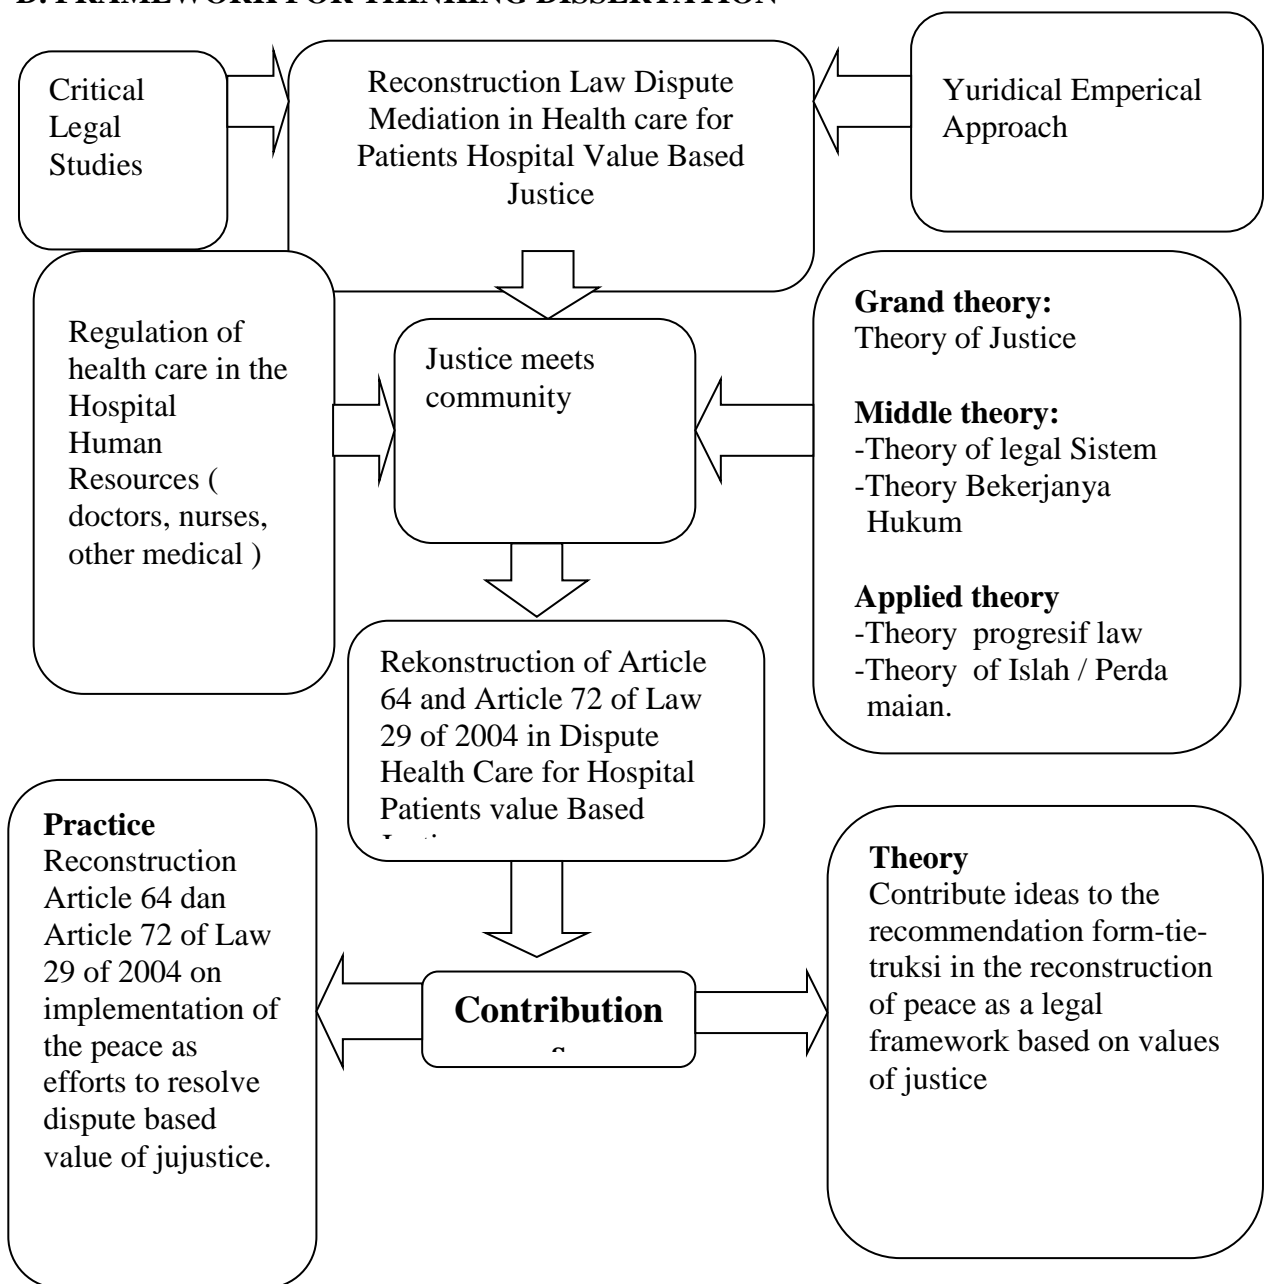 Critical
Legal
Studies
Reconstruction Law Dispute
Mediation in Health care for
Patients Hospital Value Based
Justice
Yuridical Emperical
Approach
Regulation of
health care in the
Hospital
Human
Resources (
doctors, nurses,
other medical )
Justice meets
community
Grand theory:
Theory of Justice
Middle theory:
-Theory of legal Sistem
-Theory Bekerjanya
Hukum
Applied theory
-Theory progresif law
-Theory of Islah / Perda
maian.
Rekonstruction of Article
64 and Article 72 of Law
29 of 2004 in Dispute
Health Care for Hospital
Patients value Based
Practice
Reconstruction
Article 64 dan
Article 72 of Law
29 of 2004 on
implementation of
the peace as
efforts to resolve
dispute based
value of jujustice.
Contribution
Theory
Contribute ideas to the
recommendation form-tie-
truksi in the reconstruction
of peace as a legal
framework based on values
of justice